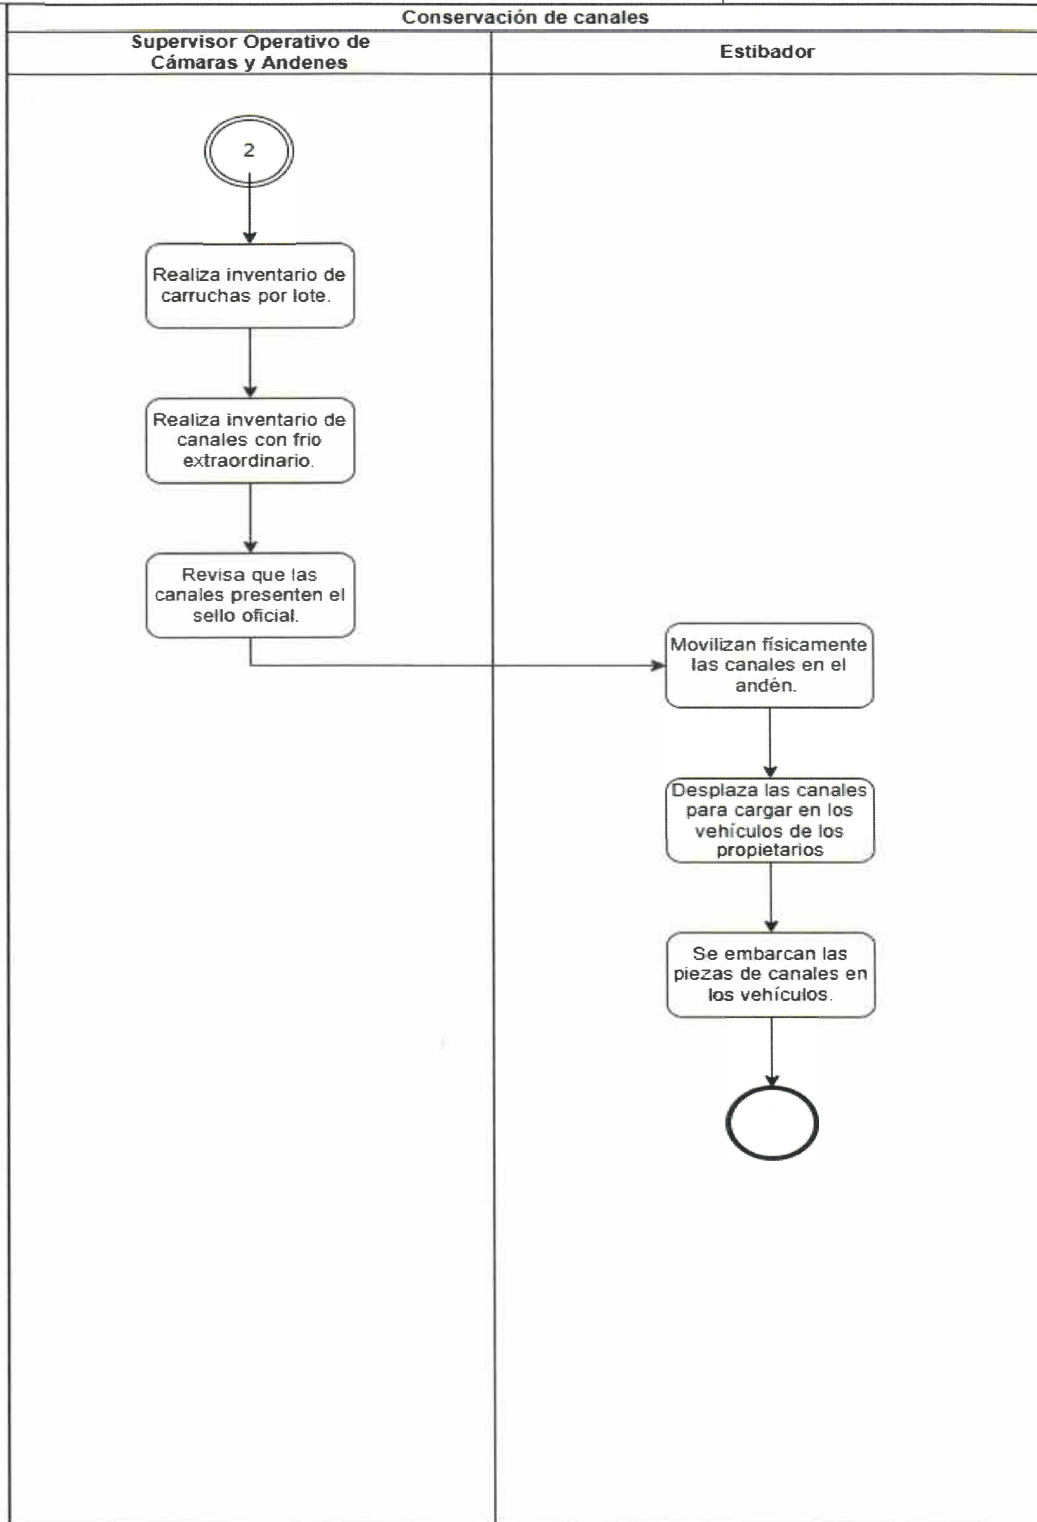 Conservación de canales
Supervisor Operativo de
Cámaras y Andenes
Estibador
2
Realiza inventario de
carruchas por lote.
Realiza inventario de
canales con frio
extraordinario.
Revisa que las
canales presenten el
sello oficial.
Movilizan físicamente
las canales en el
andén.
Desplaza las canales
para cargar en los
vehículos de los
propietarios
Se embarcan las
piezas de canales en
los vehículos.